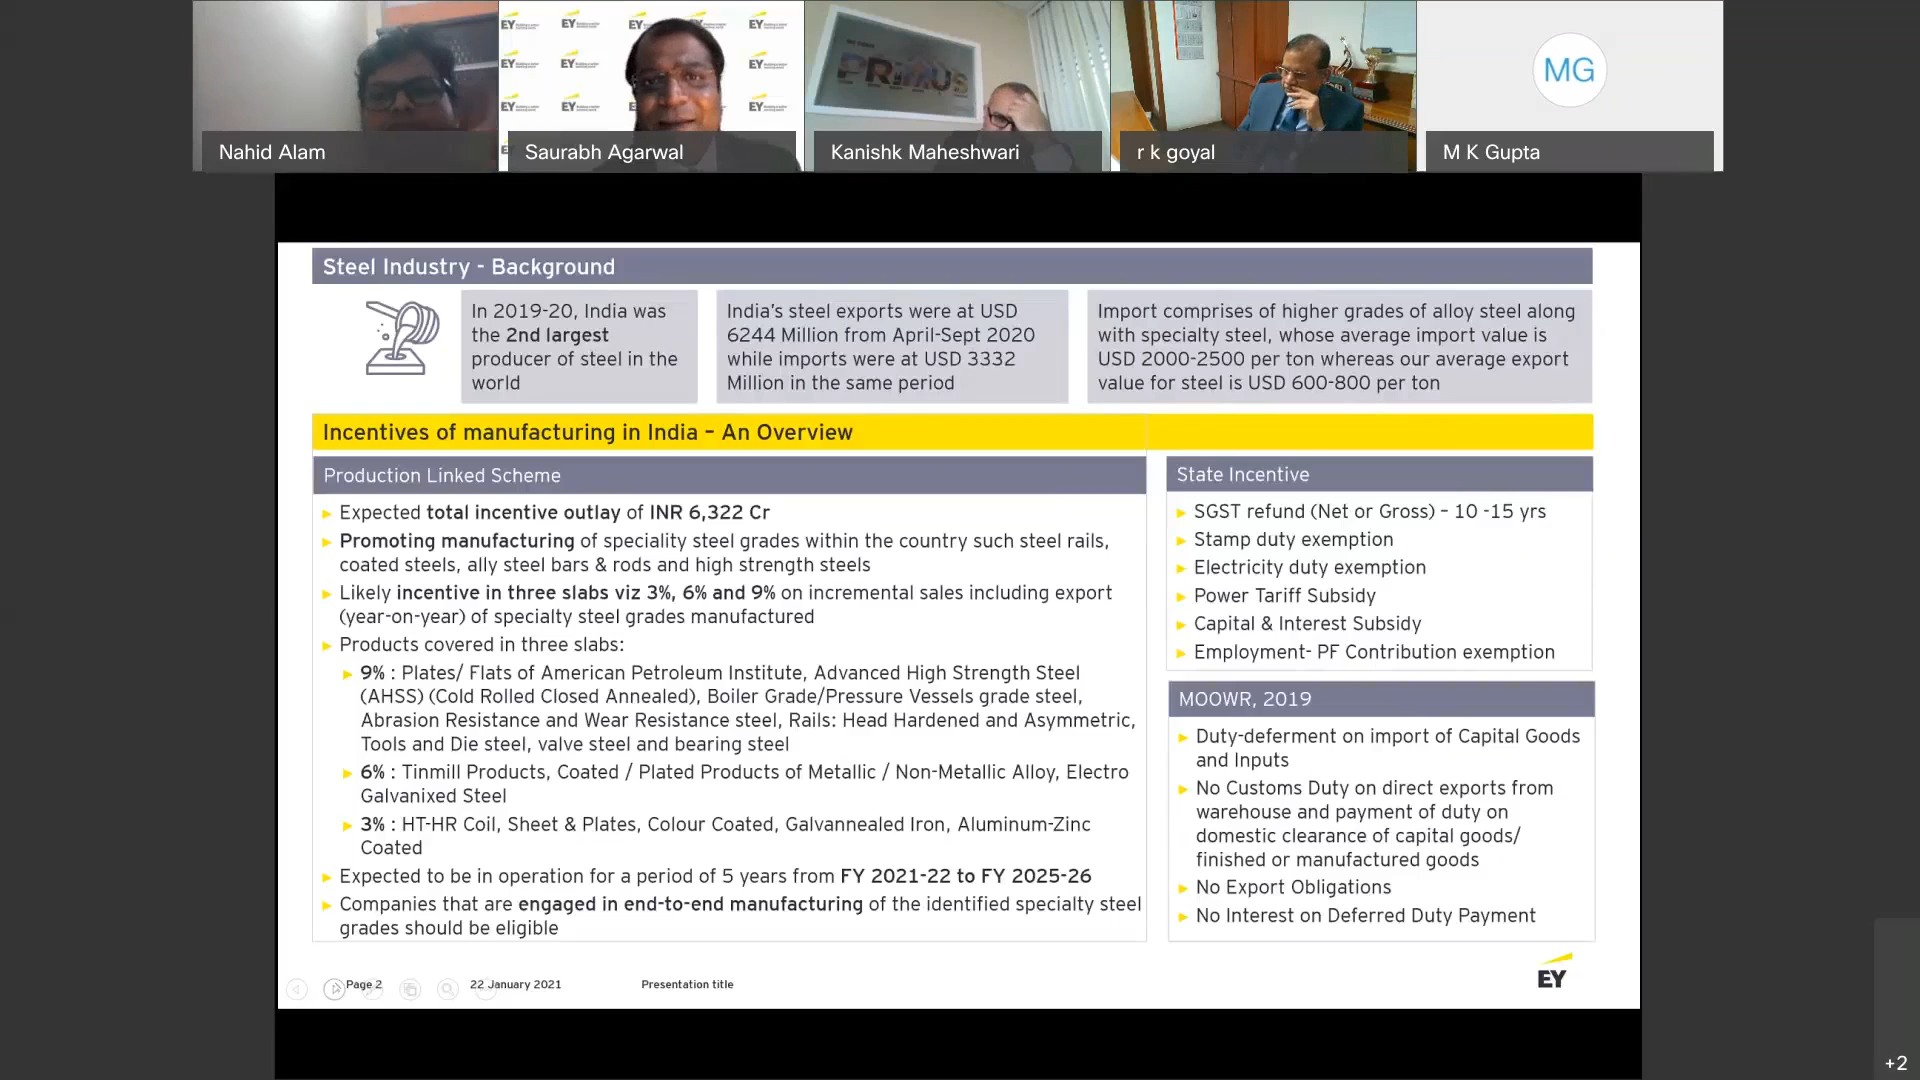 EY
EY
EY
EY
EY
EY
EY
EY
EY
EY
PRIMUS
MG
Nahid Alam
Saurabh Agarwal
Kanishk Maheshwari
r k goyal
M K Gupta
Steel Industry - Background
In 2019-20, India was
the 2nd largest
producer of steel in the
world
India's steel exports were at USD
6244 Million from April-Sept 2020
while imports were at USD 3332
Million in the same period
Import comprises of higher grades of alloy steel along
with specialty steel, whose average import value is
USD 2000-2500 per ton whereas our average export
value for steel is USD 600-800 per ton
Incentives of manufacturing in India – An Overview
Production Linked Scheme
Expected total incentive outlay of INR 6,322 Cr
Promoting manufacturing of speciality steel grades within the country such steel rails,
coated steels, ally steel bars & rods and high strength steels
Likely incentive in three slabs viz 3%, 6% and 9% on incremental sales including export
(year-on-year) of specialty steel grades manufactured
Products covered in three slabs:
9% : Plates/ Flats of American Petroleum Institute, Advanced High Strength Steel
(AHSS) (Cold Rolled Closed Annealed), Boiler Grade/Pressure Vessels grade steel,
Abrasion Resistance and Wear Resistance steel, Rails: Head Hardened and Asymmetric,
Tools and Die steel, valve steel and bearing steel
6% : Tinmill Products, Coated / Plated Products of Metallic / Non-Metallic Alloy, Electro
Galvanixed Steel
3% : HT-HR Coil, Sheet & Plates, Colour Coated, Galvannealed Iron, Aluminum-Zinc
Coated
Expected to be in operation for a period of 5 years from FY 2021-22 to FY 2025-26
Companies that are engaged in end-to-end manufacturing of the identified specialty steel
grades should be eligible
State Incentive
SGST refund (Net or Gross) – 10 -15 yrs
Stamp duty exemption
Electricity duty exemption
Power Tariff Subsidy
Capital & Interest Subsidy
Employment- PF Contribution exemption
MOOWR, 2019
Duty-deferment on import of Capital Goods
and Inputs
No Customs Duty on direct exports from
warehouse and payment of duty on
domestic clearance of capital goods/
finished or manufactured goods
No Export Obligations
No Interest on Deferred Duty Payment
Page 2
22 January 2021
Presentation title
EY
+2